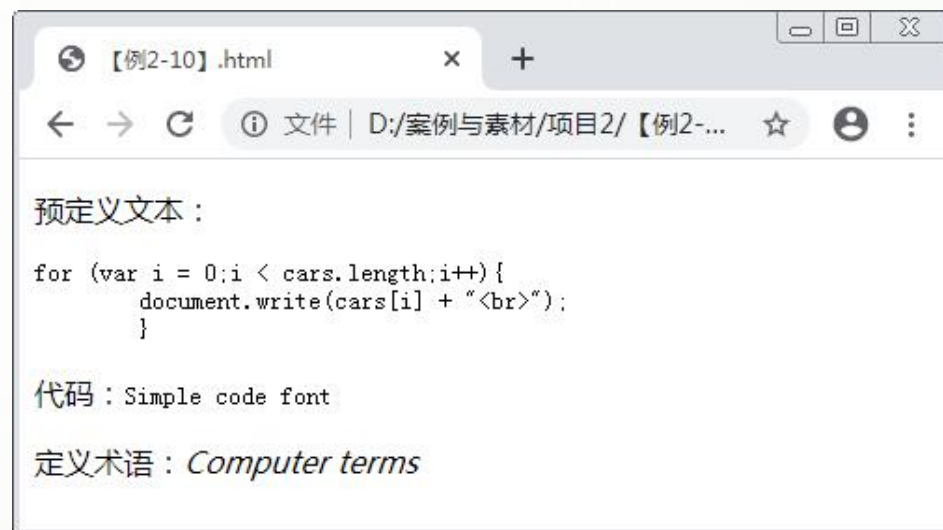 【例2-10】.html
文件 | D:/案例与素材/项目2/【例2-...
预定义文本：
for (var i = 0;i < cars.length;i++){
        document.write(cars[i] + "<br>");
        }
代码：Simple code font
定义术语：Computer terms